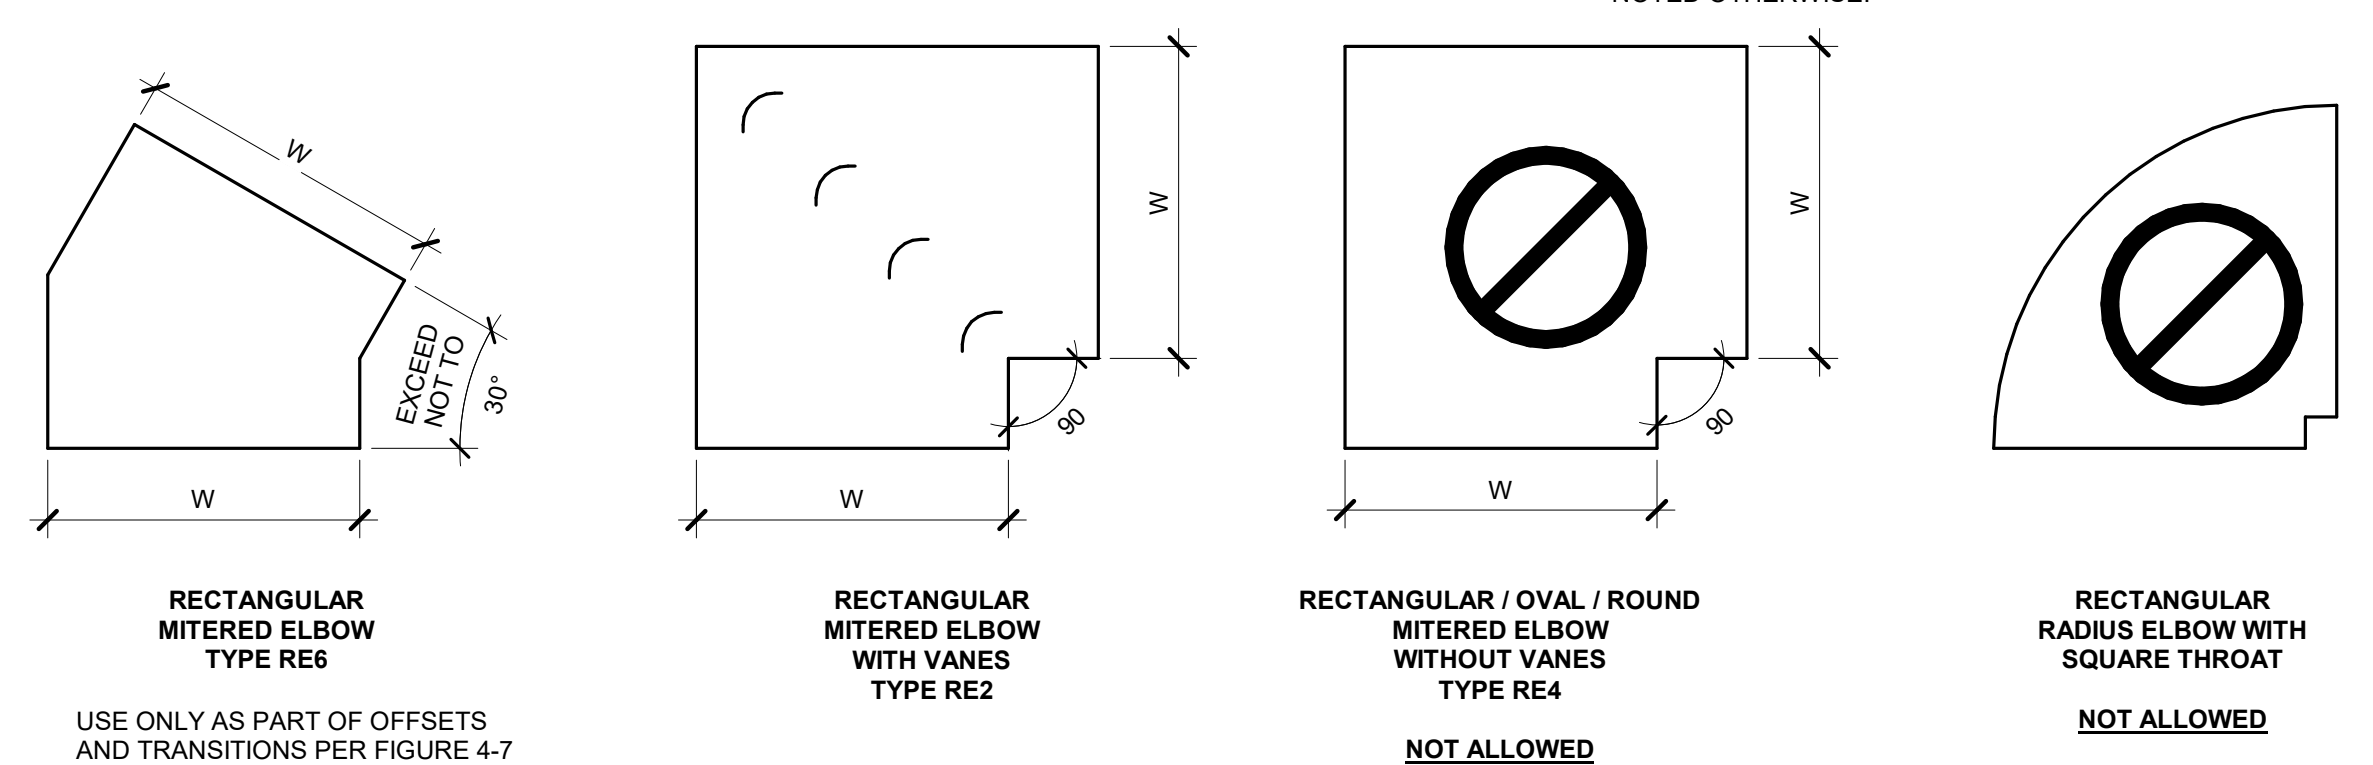 NOTED OTHERWISE.
W
EXCEED
NOT TO
30°
W
W
90
W
W
90
W
RECTANGULAR
MITERED ELBOW
TYPE RE6
USE ONLY AS PART OF OFFSETS
AND TRANSITIONS PER FIGURE 4-7
RECTANGULAR
MITERED ELBOW
WITH VANES
TYPE RE2
RECTANGULAR / OVAL / ROUND
MITERED ELBOW
WITHOUT VANES
TYPE RE4
NOT ALLOWED
RECTANGULAR
RADIUS ELBOW WITH
SQUARE THROAT
NOT ALLOWED